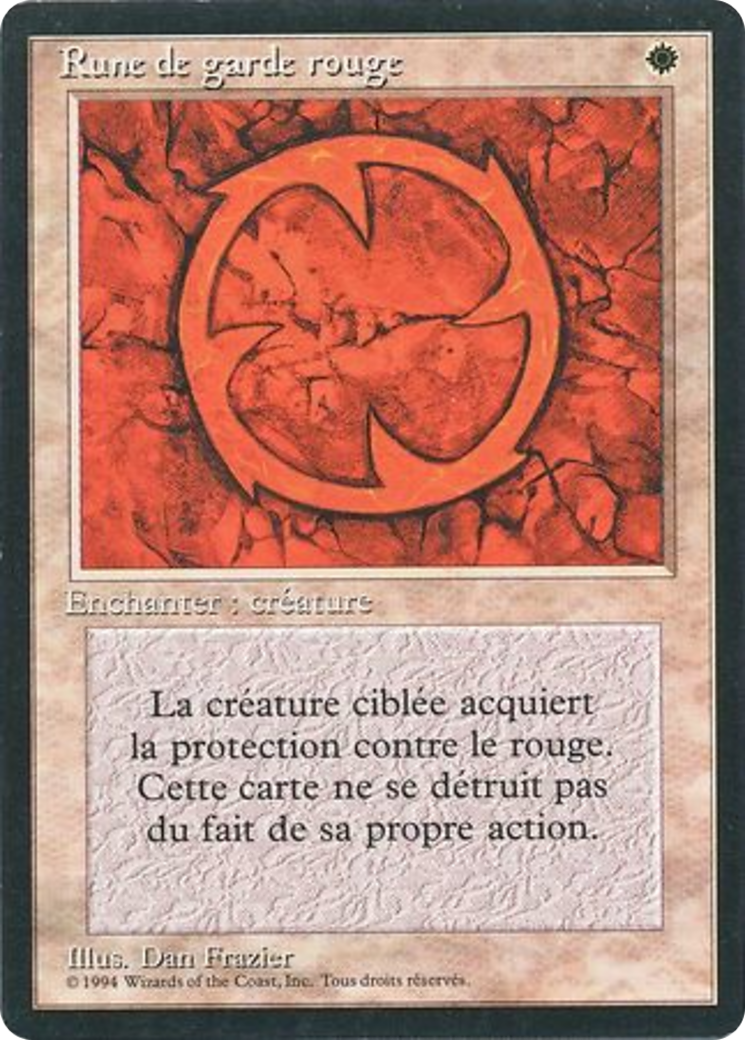 Rune de garde rouge
Enchanter : créature
La créature ciblée acquiert
la protection contre le rouge.
Cette carte ne se détruit pas
du fait de sa propre action.
Illus. Dan Frazier
© 1994 Wizards of the Coast, Inc. Tous droits réservés.